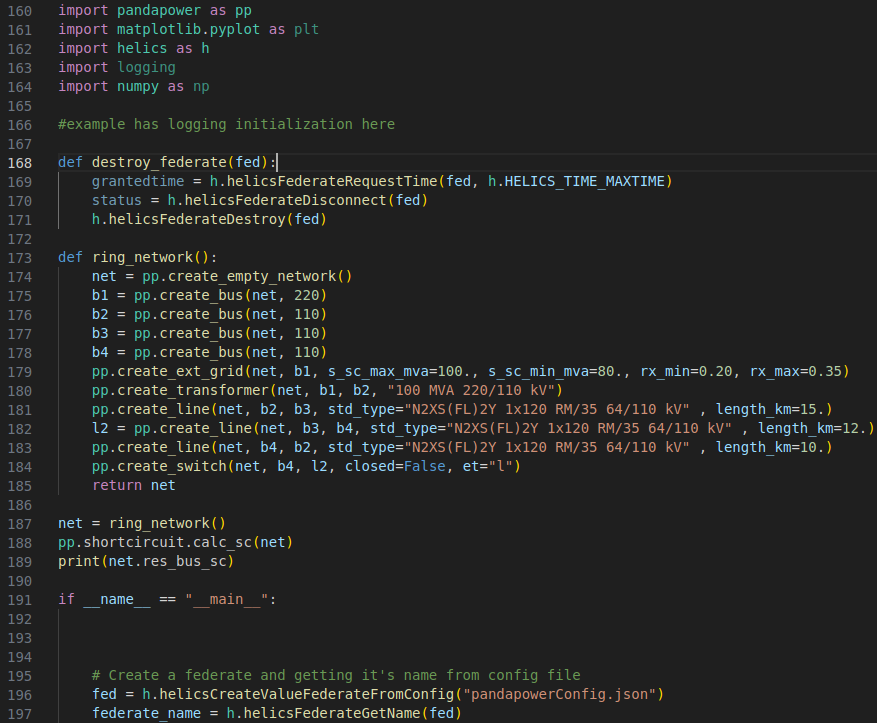 160 import pandapower as pp
161 import matplotlib.pyplot as plt
162 import helics as h
163 import logging
164 import numpy as np
165
166 #example has logging initialization here
167
168 def destroy_federate(fed):
169     grantedtime = h.helicsFederateRequestTime(fed, h.HELICS_TIME_MAXTIME)
170     status = h.helicsFederateDisconnect(fed)
171     h.helicsFederateDestroy(fed)
172
173 def ring_network():
174     net = pp.create_empty_network()
175     b1 = pp.create_bus(net, 220)
176     b2 = pp.create_bus(net, 110)
177     b3 = pp.create_bus(net, 110)
178     b4 = pp.create_bus(net, 110)
179     pp.create_ext_grid(net, b1, s_sc_max_mva=100., s_sc_min_mva=80., rx_min=0.20, rx_max=0.35)
180     pp.create_transformer(net, b1, b2, "100 MVA 220/110 kV")
181     pp.create_line(net, b2, b3, std_type="N2XS(FL)2Y 1x120 RM/35 64/110 kV" , length_km=15.)
182     l2 = pp.create_line(net, b3, b4, std_type="N2XS(FL)2Y 1x120 RM/35 64/110 kV" , length_km=12.)
183     pp.create_line(net, b4, b2, std_type="N2XS(FL)2Y 1x120 RM/35 64/110 kV" , length_km=10.)
184     pp.create_switch(net, b4, l2, closed=False, et="l")
185     return net
186
187 net = ring_network()
188 pp.shortcircuit.calc_sc(net)
189 print(net.res_bus_sc)
190
191 if __name__ == "__main__":
192
193
194
195     # Create a federate and getting it's name from config file
196     fed = h.helicsCreateValueFederateFromConfig("pandapowerConfig.json")
197     federate_name = h.helicsFederateGetName(fed)